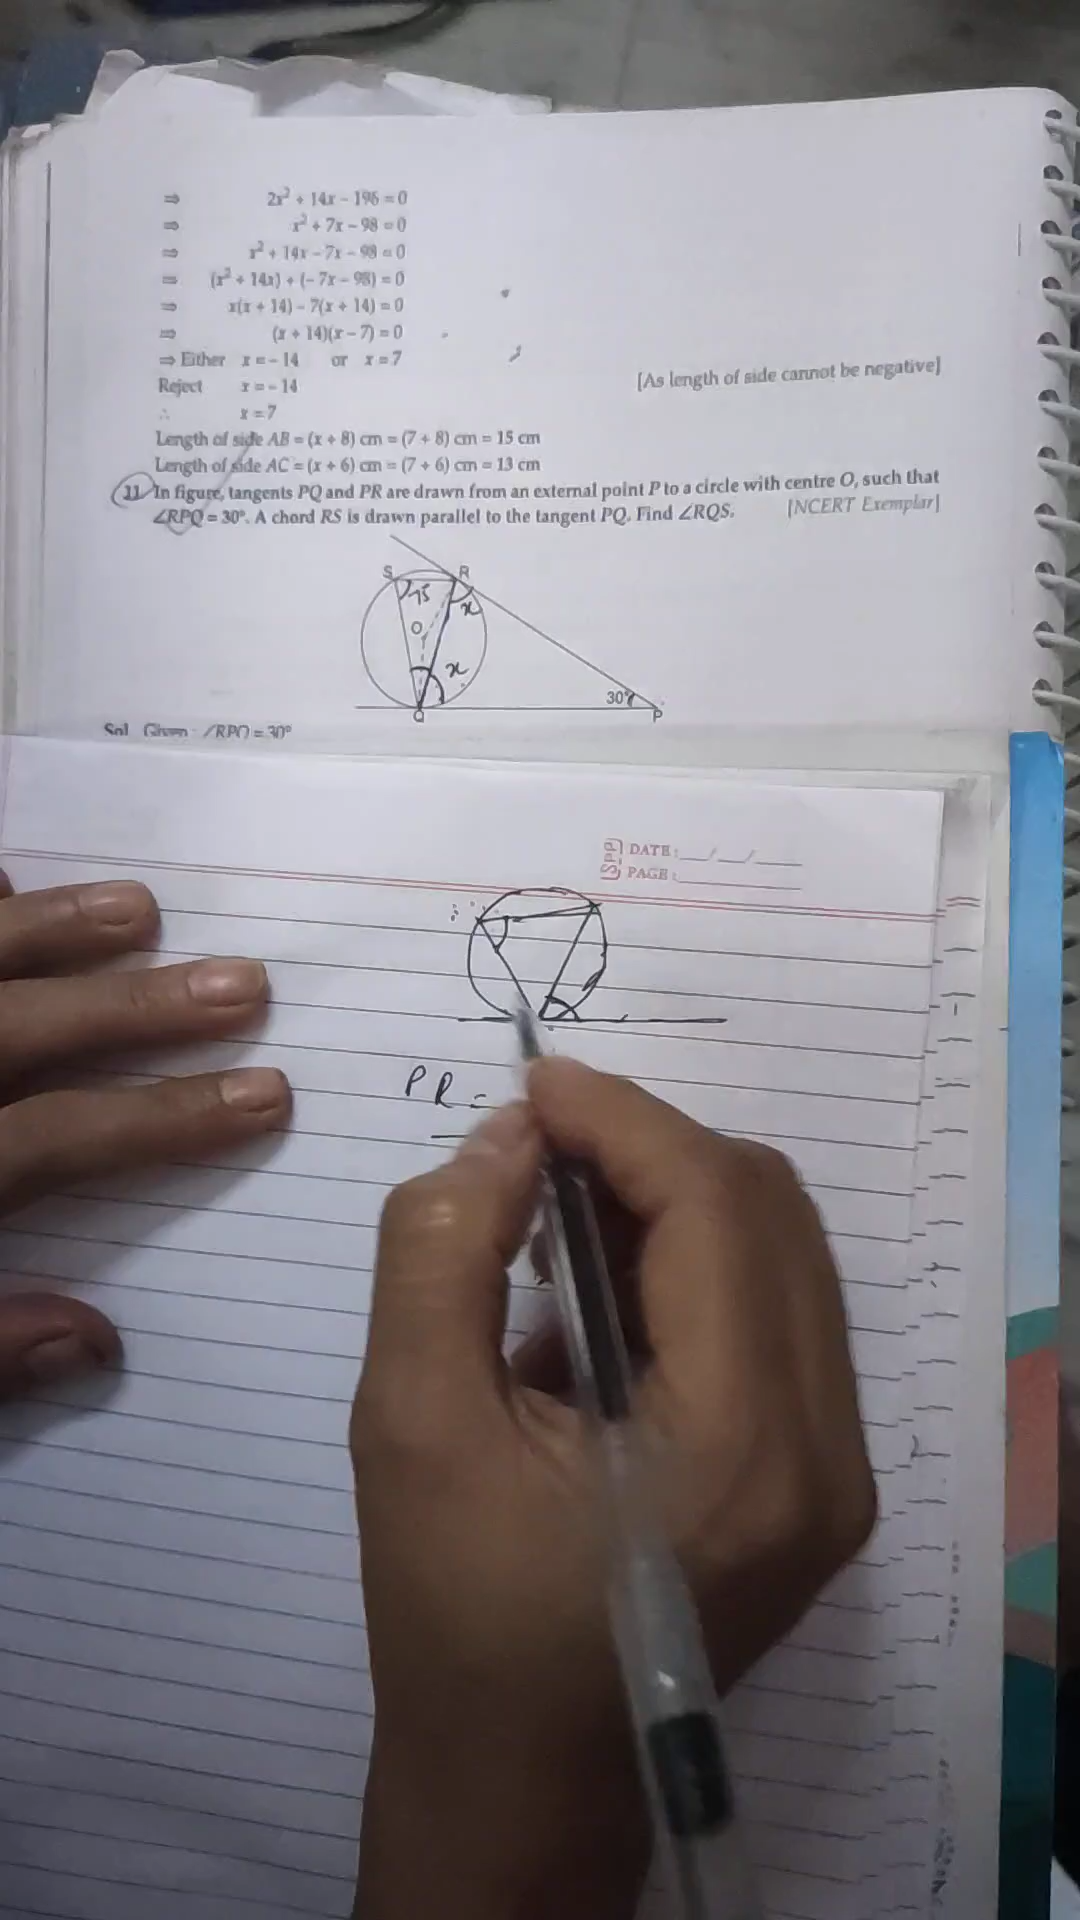 ⇒ 2x² + 14x – 196 = 0
⇒ x² + 7x – 98 = 0
⇒ x² + 14x – 7x – 98 = 0
⇒ (x² + 14x) + (– 7x – 98) = 0
⇒ x(x + 14) – 7(x + 14) = 0
⇒ (x + 14)(x – 7) = 0
⇒ Either x = – 14 or x = 7
Reject x = – 14 [As length of side cannot be negative]
∴ x = 7
Length of side AB = (x + 8) cm = (7 + 8) cm = 15 cm
Length of side AC = (x + 6) cm = (7 + 6) cm = 13 cm
11. In figure, tangents PQ and PR are drawn from an external point P to a circle with centre O, such that
∠RPQ = 30°. A chord RS is drawn parallel to the tangent PQ. Find ∠RQS. [NCERT Exemplar]
S R
75 x
O
x
30°
Q P
Sol. Given : ∠RPQ = 30°
SPP DATE:
PAGE:
PR =